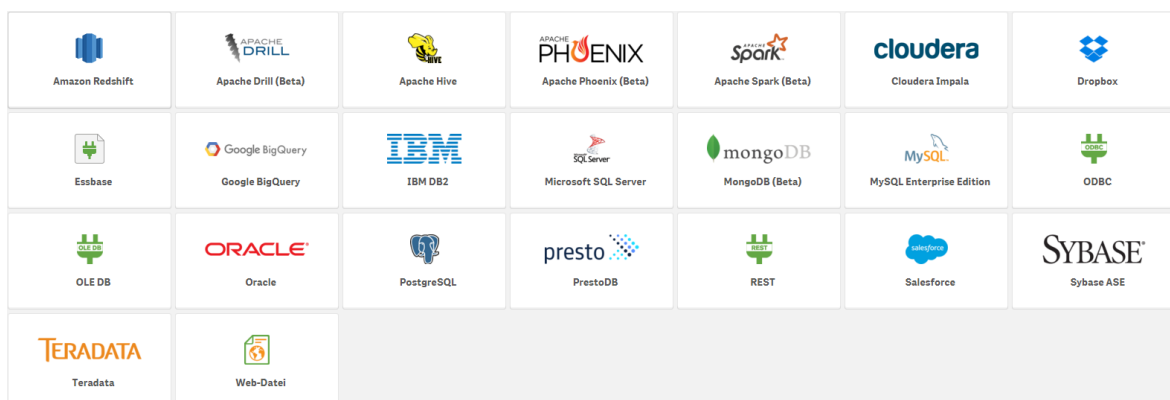 APACHE
DRILL
HIVE
APACHE
PHOENIX
APACHE
Spark
cloudera
Amazon Redshift
Apache Drill (Beta)
Apache Hive
Apache Phoenix (Beta)
Apache Spark (Beta)
Cloudera Impala
Dropbox
Google BigQuery
IBM
Microsoft
SQL Server
mongoDB
MySQL.
ODBC
Essbase
Google BigQuery
IBM DB2
Microsoft SQL Server
MongoDB (Beta)
MySQL Enterprise Edition
ODBC
OLE DB
ORACLE
presto
REST
salesforce
SYBASE
OLE DB
Oracle
PostgreSQL
PrestoDB
REST
Salesforce
Sybase ASE
TERADATA
Teradata
Web-Datei